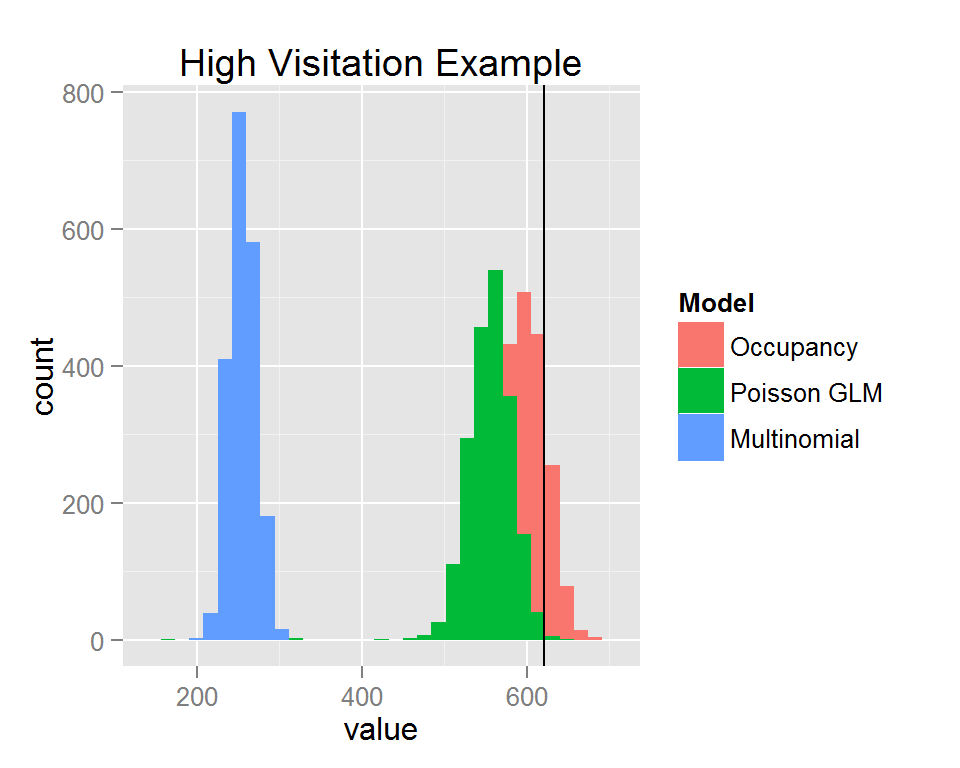 High Visitation Example
800
600
400
200
0
count
200 400 600
value
Model
Occupancy
Poisson GLM
Multinomial